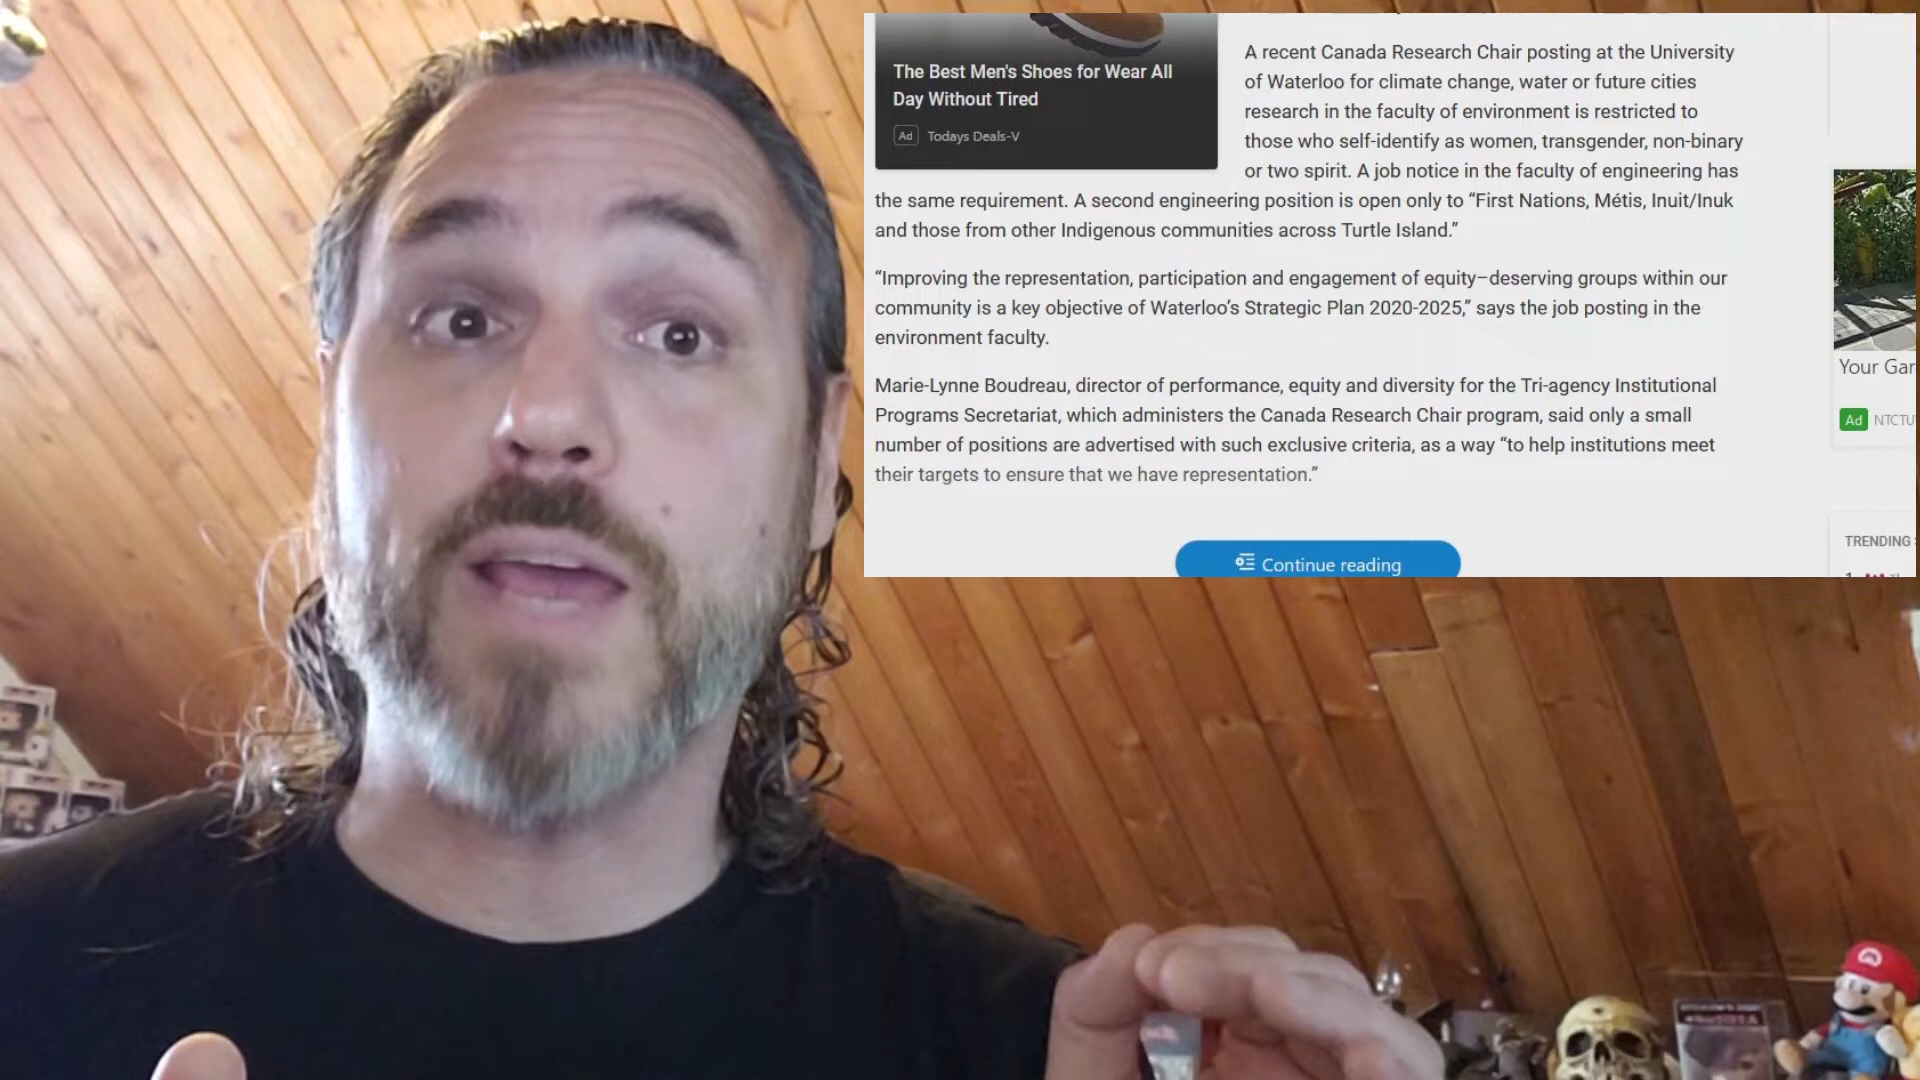 The Best Men's Shoes for Wear All
Day Without Tired
Ad Todays Deals-V
A recent Canada Research Chair posting at the University
of Waterloo for climate change, water or future cities
research in the faculty of environment is restricted to
those who self-identify as women, transgender, non-binary
or two spirit. A job notice in the faculty of engineering has
the same requirement. A second engineering position is open only to “First Nations, Métis, Inuit/Inuk
and those from other Indigenous communities across Turtle Island.”
“Improving the representation, participation and engagement of equity–deserving groups within our
community is a key objective of Waterloo’s Strategic Plan 2020-2025,” says the job posting in the
environment faculty.
Marie-Lynne Boudreau, director of performance, equity and diversity for the Tri-agency Institutional
Programs Secretariat, which administers the Canada Research Chair program, said only a small
number of positions are advertised with such exclusive criteria, as a way “to help institutions meet
their targets to ensure that we have representation.”
Continue reading
Your Gar
Ad NTCTU
TRENDING